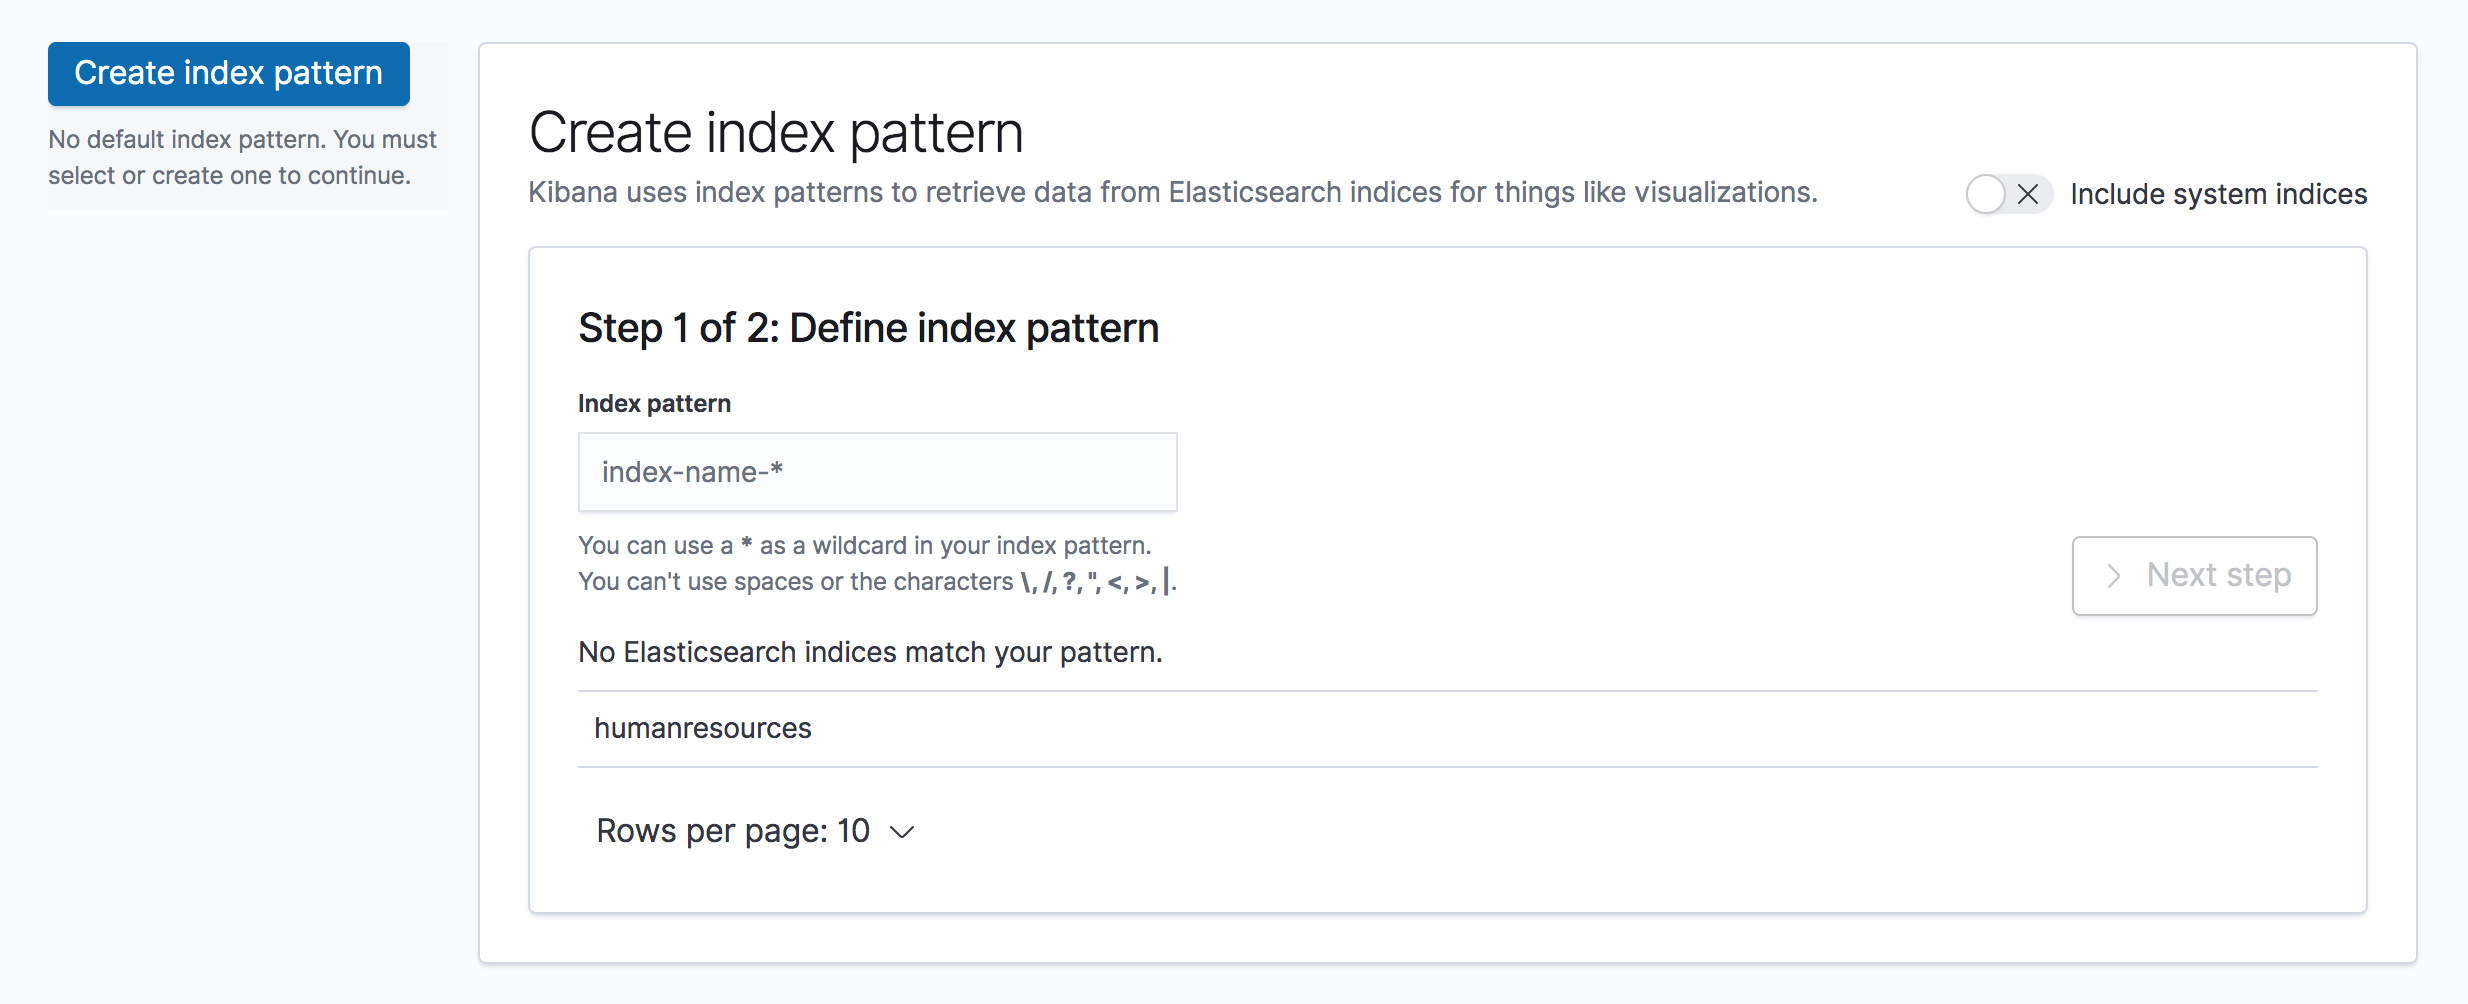 Create index pattern
No default index pattern. You must
select or create one to continue.
Create index pattern
Kibana uses index patterns to retrieve data from Elasticsearch indices for things like visualizations.
Include system indices
Step 1 of 2: Define index pattern
Index pattern
index-name-*
You can use a * as a wildcard in your index pattern.
You can't use spaces or the characters \, /, ?, ", <, >, |.
Next step
No Elasticsearch indices match your pattern.
humanresources
Rows per page: 10